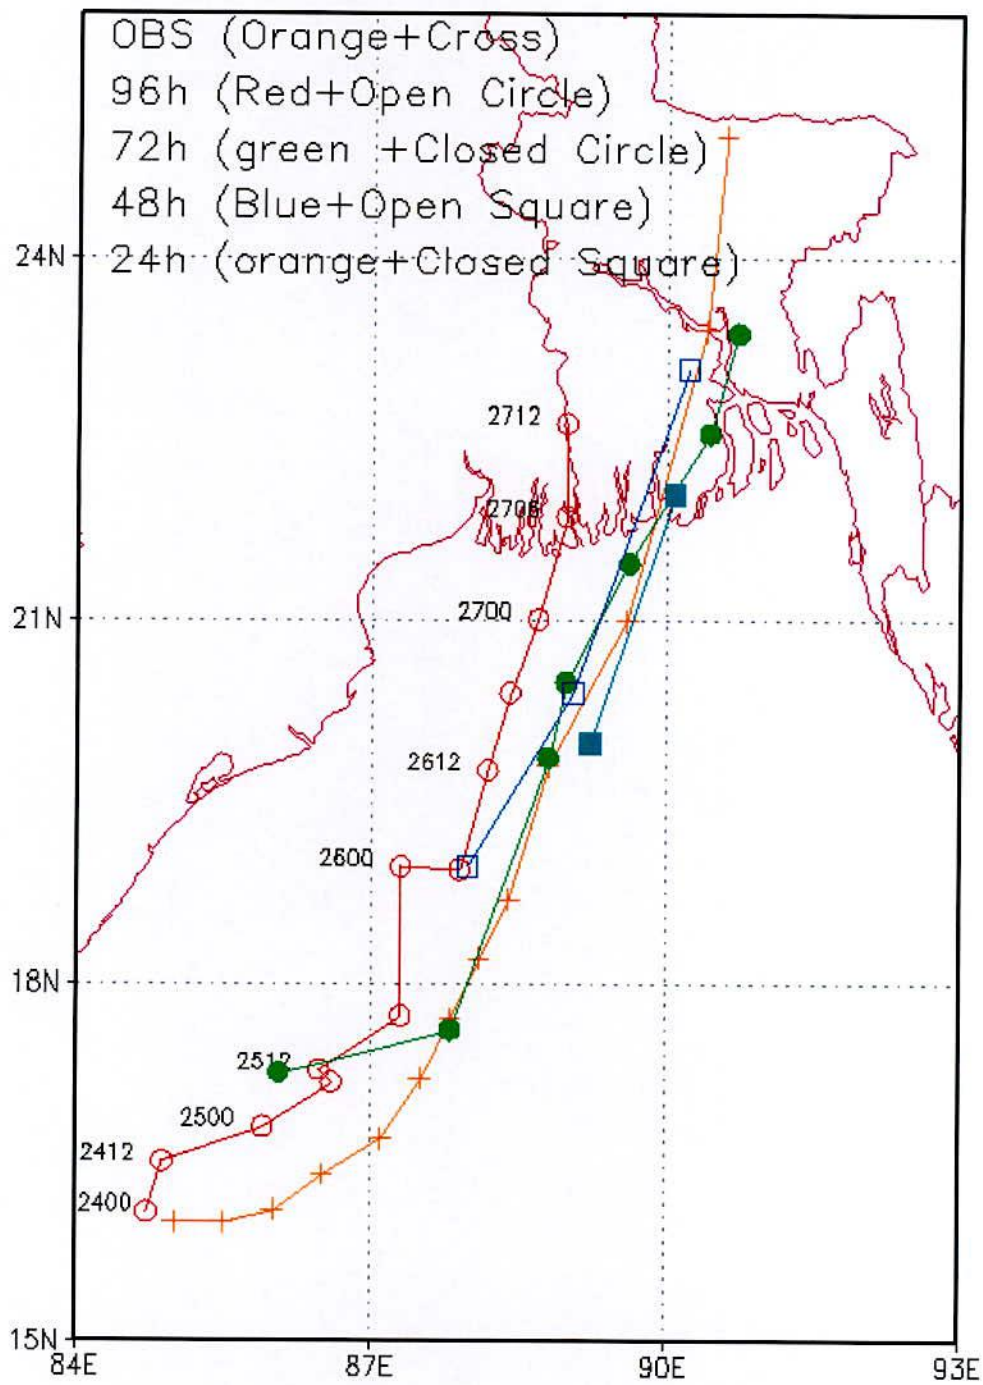 OBS (Orange+Cross)
96h (Red+Open Circle)
72h (green +Closed Circle)
48h (Blue+Open Square)
24N
24h (orange+Closed Square)
2712
2706
2700
21N
2612
2600
18N
2512
2500
2412
2400
15N
84E
87E
90E
93E